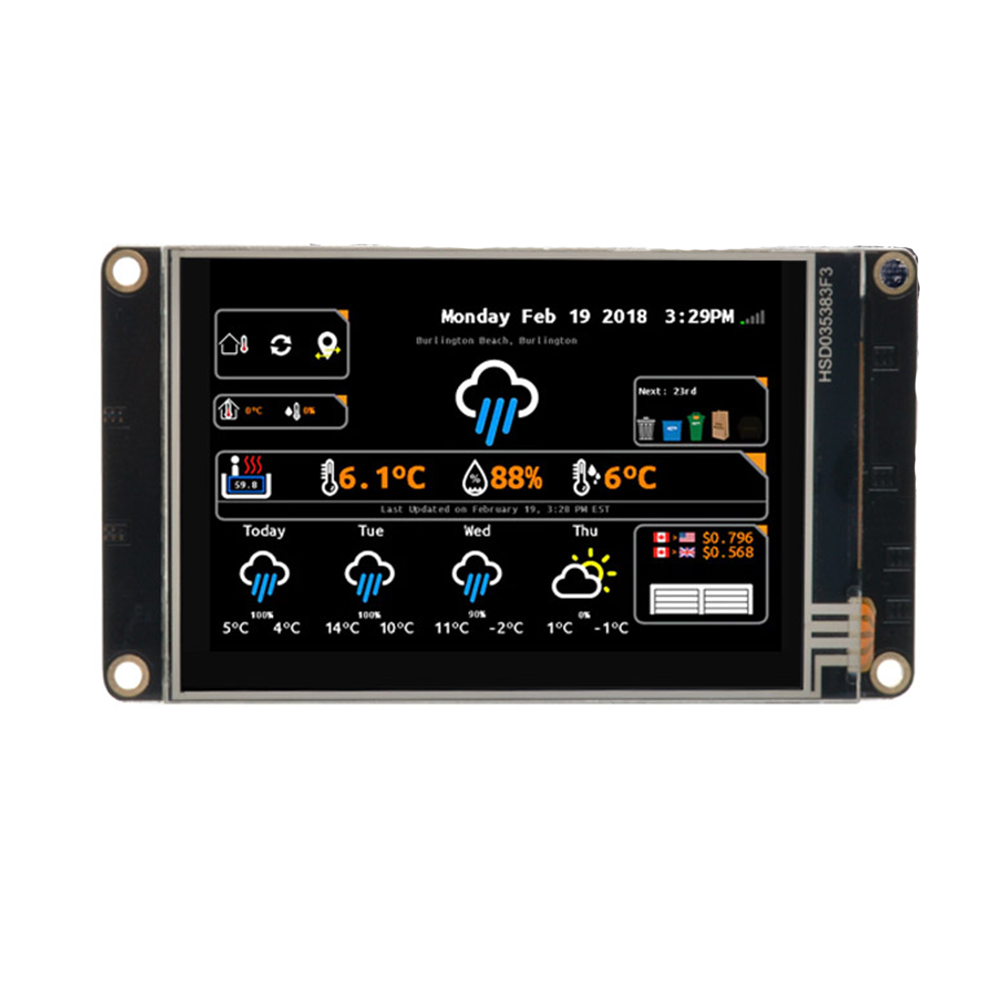 Monday Feb 19 2018 3:29PM
Burlington Beach, Burlington
HSD035383F3
Next: 23rd
0°C 0%
59.8 6.1°C % 88% 6°C
Last Updated on February 19, 3:28 PM EST
Today Tue Wed Thu
$0.796
$0.568
100% 100% 90% 0%
5°C 4°C 14°C 10°C 11°C -2°C 1°C -1°C